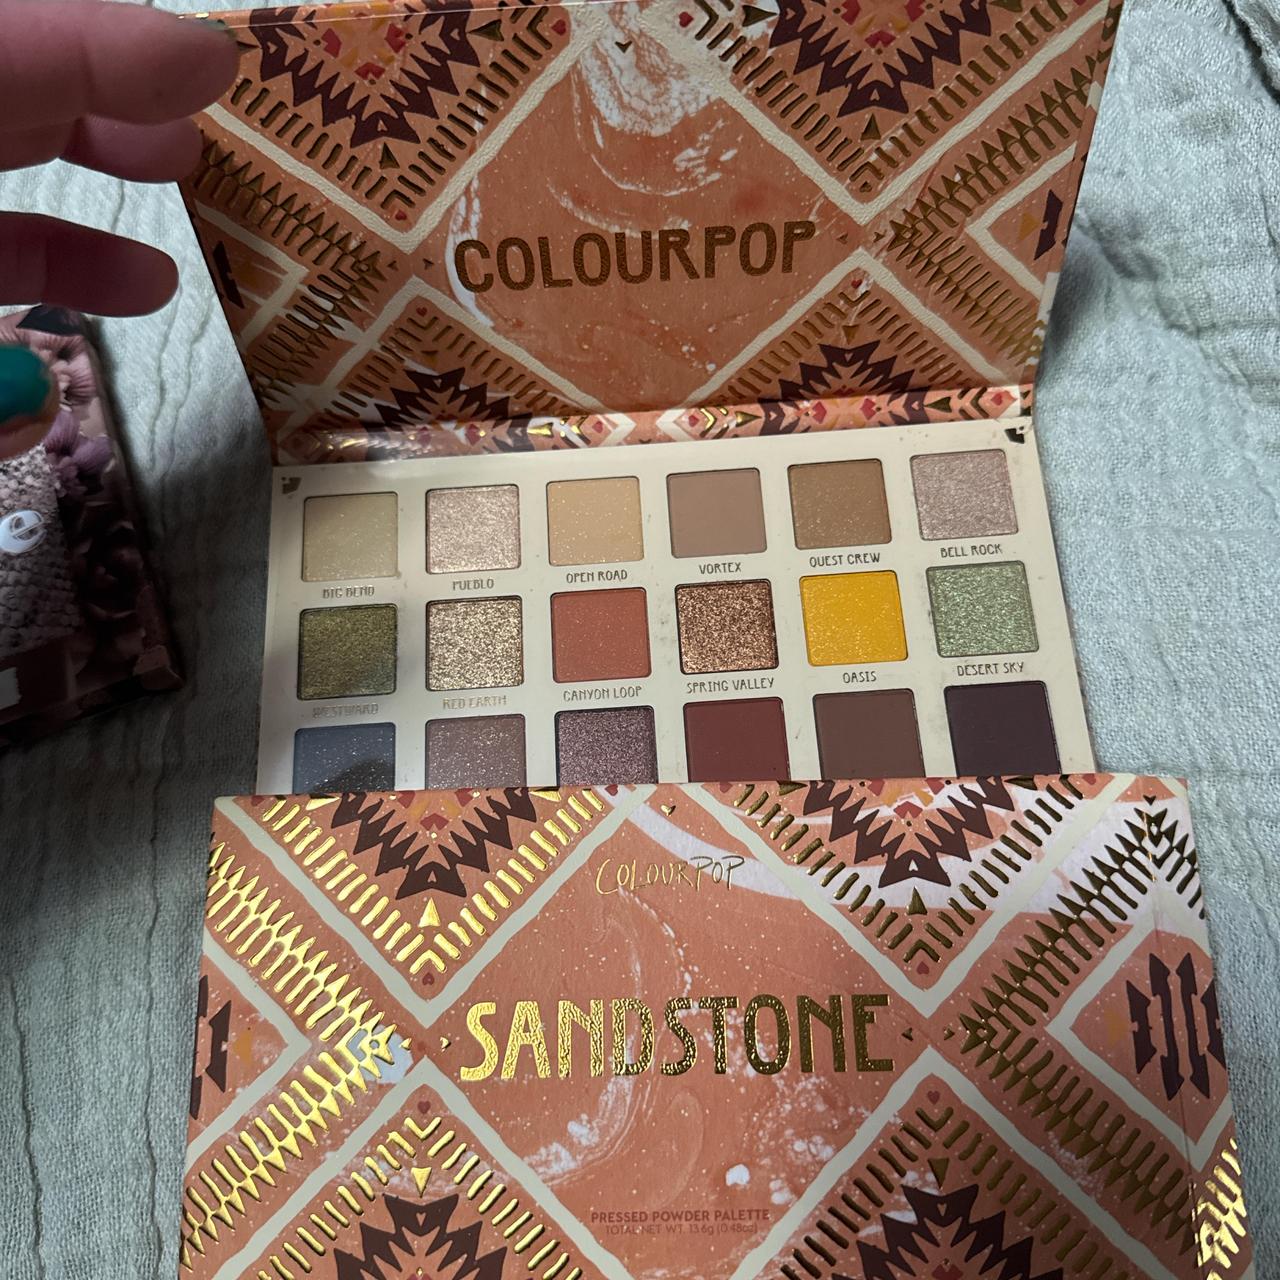 COLOURPOP
BIG BEND
PUEBLO
OPEN ROAD
VORTEX
QUEST CREW
BELL ROCK
WESTWARD
RED EARTH
CANYON LOOP
SPRING VALLEY
OASIS
DESERT SKY
COLOURPOP
SANDSTONE
PRESSED POWDER PALETTE
TOTAL NET WT. 13.6g (0.48oz)
e